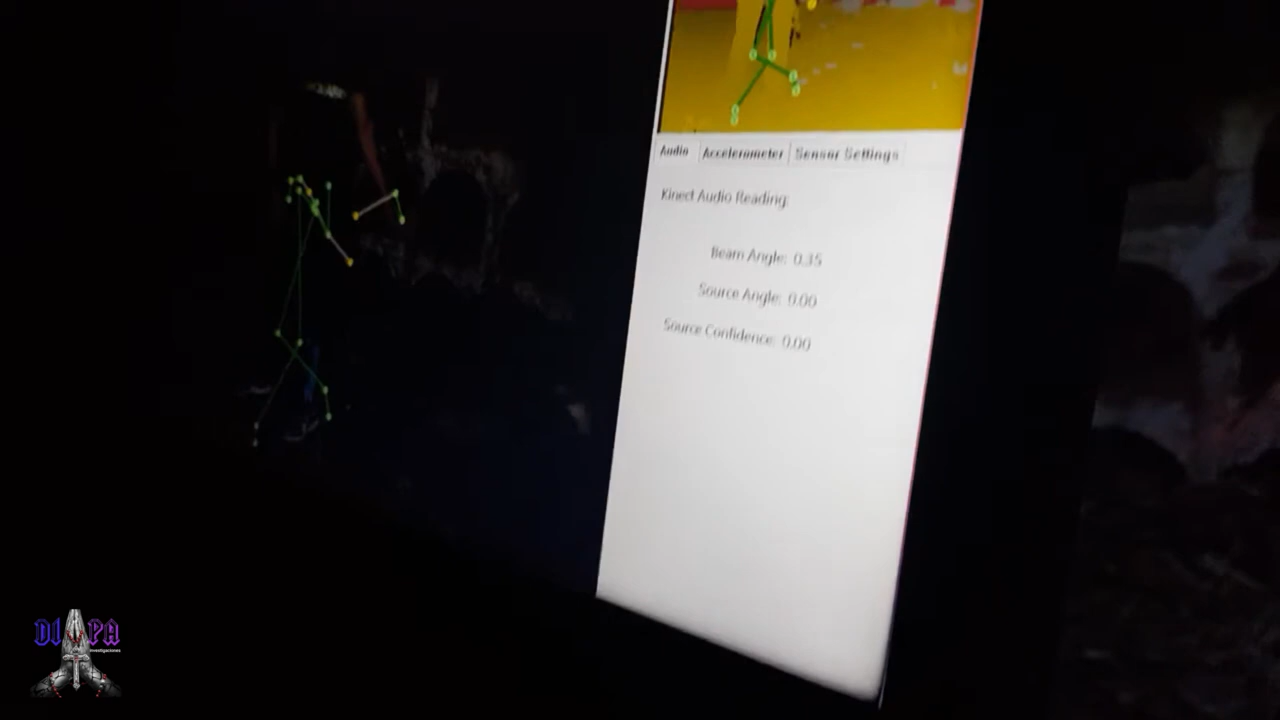 Audio Accelerometer Sensor Settings
Kinect Audio Reading:
Beam Angle: 0.35
Source Angle: 0.00
Source Confidence: 0.00
investigaciones